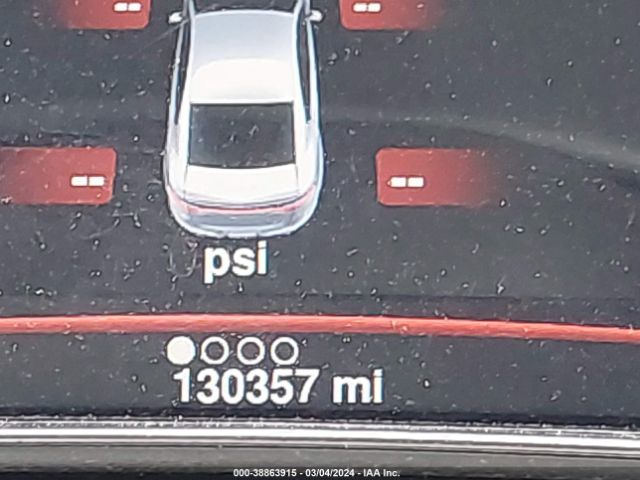 -- --
-- --
psi
130357 mi
000-38863915 - 03/04/2024 - IAA Inc.